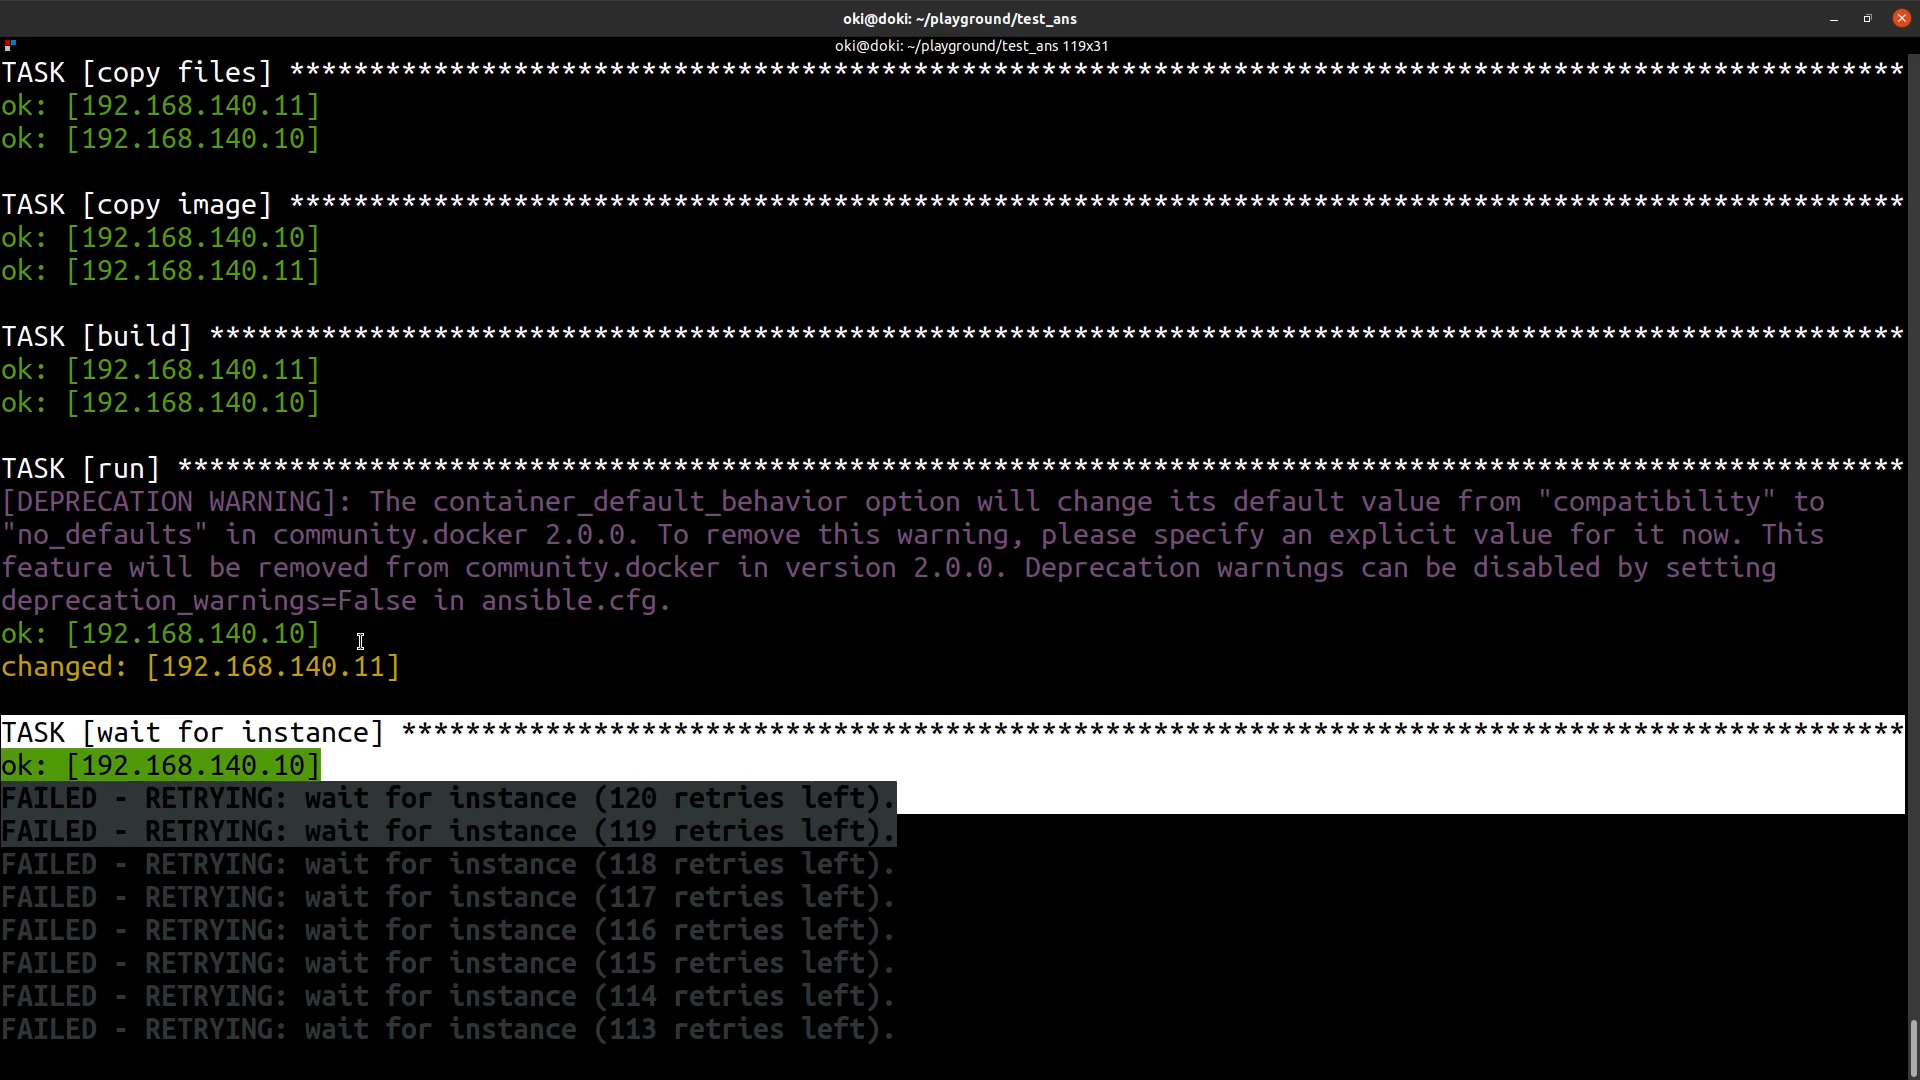 oki@doki: ~/playground/test_ans
oki@doki: ~/playground/test_ans 119x31
TASK [copy files] *****************************************************************************************************
ok: [192.168.140.11]
ok: [192.168.140.10]
TASK [copy image] *****************************************************************************************************
ok: [192.168.140.10]
ok: [192.168.140.11]
TASK [build] **********************************************************************************************************
ok: [192.168.140.11]
ok: [192.168.140.10]
TASK [run] ************************************************************************************************************
[DEPRECATION WARNING]: The container_default_behavior option will change its default value from "compatibility" to
"no_defaults" in community.docker 2.0.0. To remove this warning, please specify an explicit value for it now. This
feature will be removed from community.docker in version 2.0.0. Deprecation warnings can be disabled by setting
deprecation_warnings=False in ansible.cfg.
ok: [192.168.140.10]
changed: [192.168.140.11]
TASK [wait for instance] **********************************************************************************************
ok: [192.168.140.10]
FAILED - RETRYING: wait for instance (120 retries left).
FAILED - RETRYING: wait for instance (119 retries left).
FAILED - RETRYING: wait for instance (118 retries left).
FAILED - RETRYING: wait for instance (117 retries left).
FAILED - RETRYING: wait for instance (116 retries left).
FAILED - RETRYING: wait for instance (115 retries left).
FAILED - RETRYING: wait for instance (114 retries left).
FAILED - RETRYING: wait for instance (113 retries left).